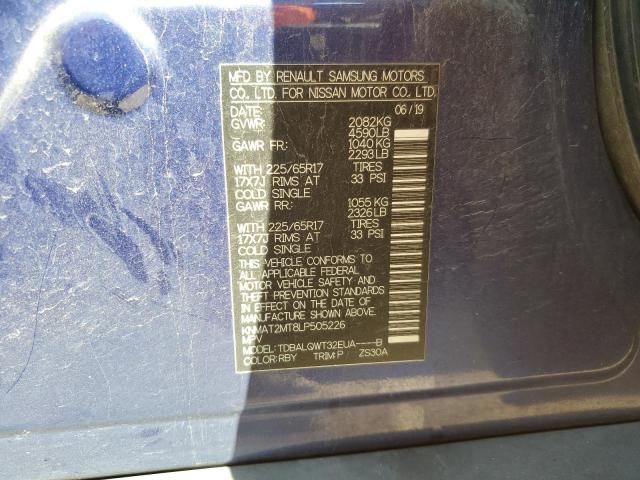 MFD BY RENAULT SAMSUNG MOTORS
CO., LTD. FOR NISSAN MOTOR CO., LTD.
DATE: 06/19
GVWR: 2082KG
4590LB
GAWR FR: 1040KG
2293LB
WITH 225/65R17 TIRES
17X7J RIMS AT 33 PSI
COLD SINGLE
GAWR RR: 1055 KG
2326LB
WITH 225/65R17 TIRES
17X7J RIMS AT 33 PSI
COLD SINGLE
THIS VEHICLE CONFORMS TO
ALL APPLICABLE FEDERAL
MOTOR VEHICLE SAFETY AND
THEFT PREVENTION STANDARDS
IN EFFECT ON THE DATE OF
MANUFACTURE SHOWN ABOVE.
KNMAT2MT8LP505226
MPV
MODEL:TDBALQWT32EUA----B
COLOR:RBY TRIM:P ZS30A